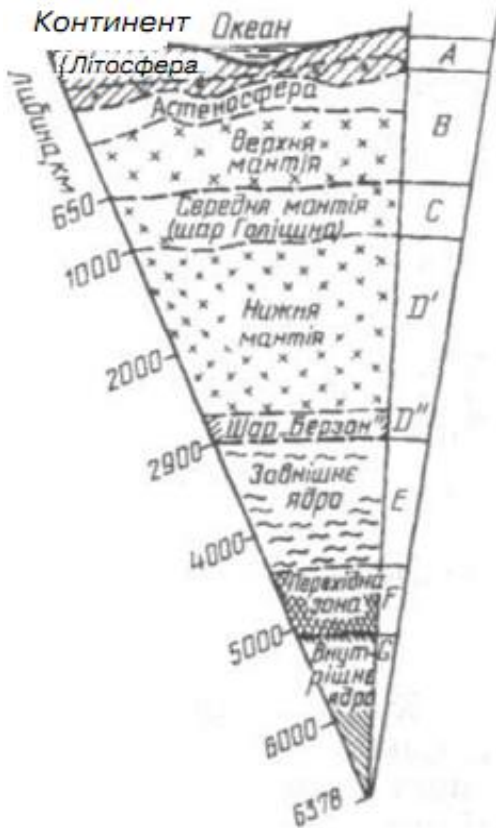 Континент
Океан
(Літосфера
Астеносфера
Верхня
мантія
Середня мантія
(шар Голіцина)
Нижня
мантія
Шар „Берзон"
Зовнішнє
ядро
Перехідна
зона
Внут-
рішнє
ядро
либина, км
650
1000
2000
2900
4000
5000
6000
6378
A
B
C
D'
D"
E
F
G